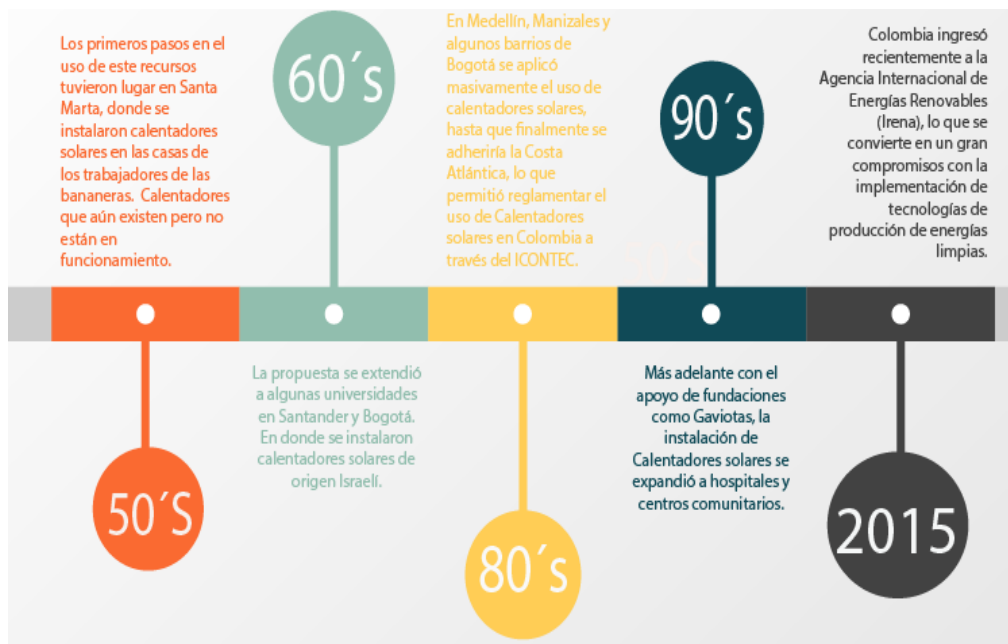 Los primeros pasos en el
uso de este recursos
tuvieron lugar en Santa
Marta, donde se
instalaron calentadores
solares en las casas de
los trabajadores de las
bananeras. Calentadores
que aún existen pero no
están en
funcionamiento.
50´S
60´s
La propuesta se extendió
a algunas universidades
en Santander y Bogotá.
En donde se instalaron
calentadores solares de
origen Israelí.
En Medellín, Manizales y
algunos barrios de
Bogotá se aplicó
masivamente el uso de
calentadores solares,
hasta que finalmente se
adheriría la Costa
Atlántica, lo que
permitió reglamentar el
uso de Calentadores
solares en Colombia a
través del ICONTEC.
80´s
90´s
Más adelante con el
apoyo de fundaciones
como Gaviotas, la
instalación de
Calentadores solares se
expandió a hospitales y
centros comunitarios.
Colombia ingresó
recientemente a la
Agencia Internacional de
Energías Renovables
(Irena), lo que se
convierte en un gran
compromisos con la
implementación de
tecnologías de
producción de energías
limpias.
2015